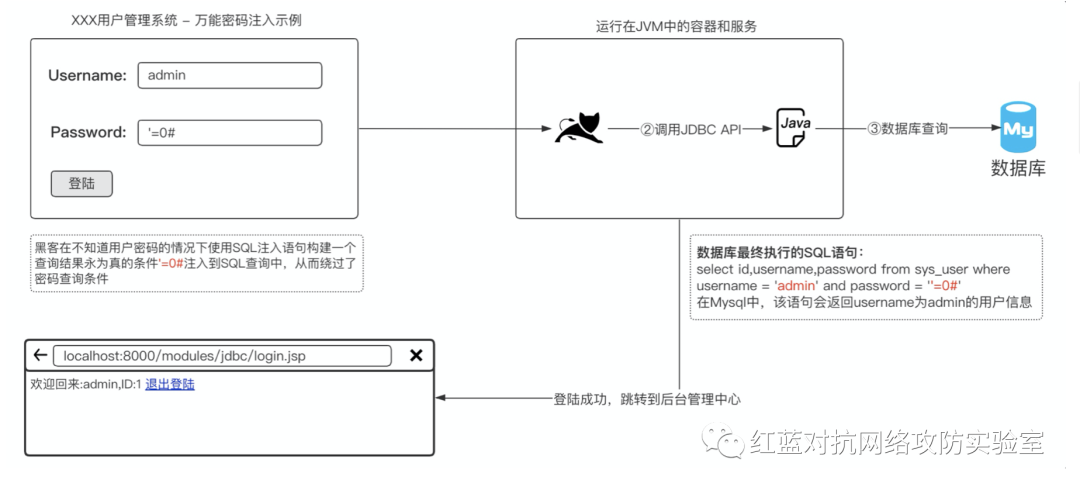 XXX用户管理系统 - 万能密码注入示例
Username:
admin
Password:
'=0#
登陆
黑客在不知道用户密码的情况下使用SQL注入语句构建一个
查询结果永为真的条件'=0#注入到SQL查询中，从而绕过了
密码查询条件
运行在JVM中的容器和服务
②调用JDBC API
Java
③数据库查询
My
数据库
数据库最终执行的SQL语句：
select id,username,password from sys_user where
username = 'admin' and password = ''=0#'
在Mysql中，该语句会返回username为admin的用户信息
localhost:8000/modules/jdbc/login.jsp
欢迎回来:admin,ID:1 退出登陆
登陆成功，跳转到后台管理中心
红蓝对抗网络攻防实验室